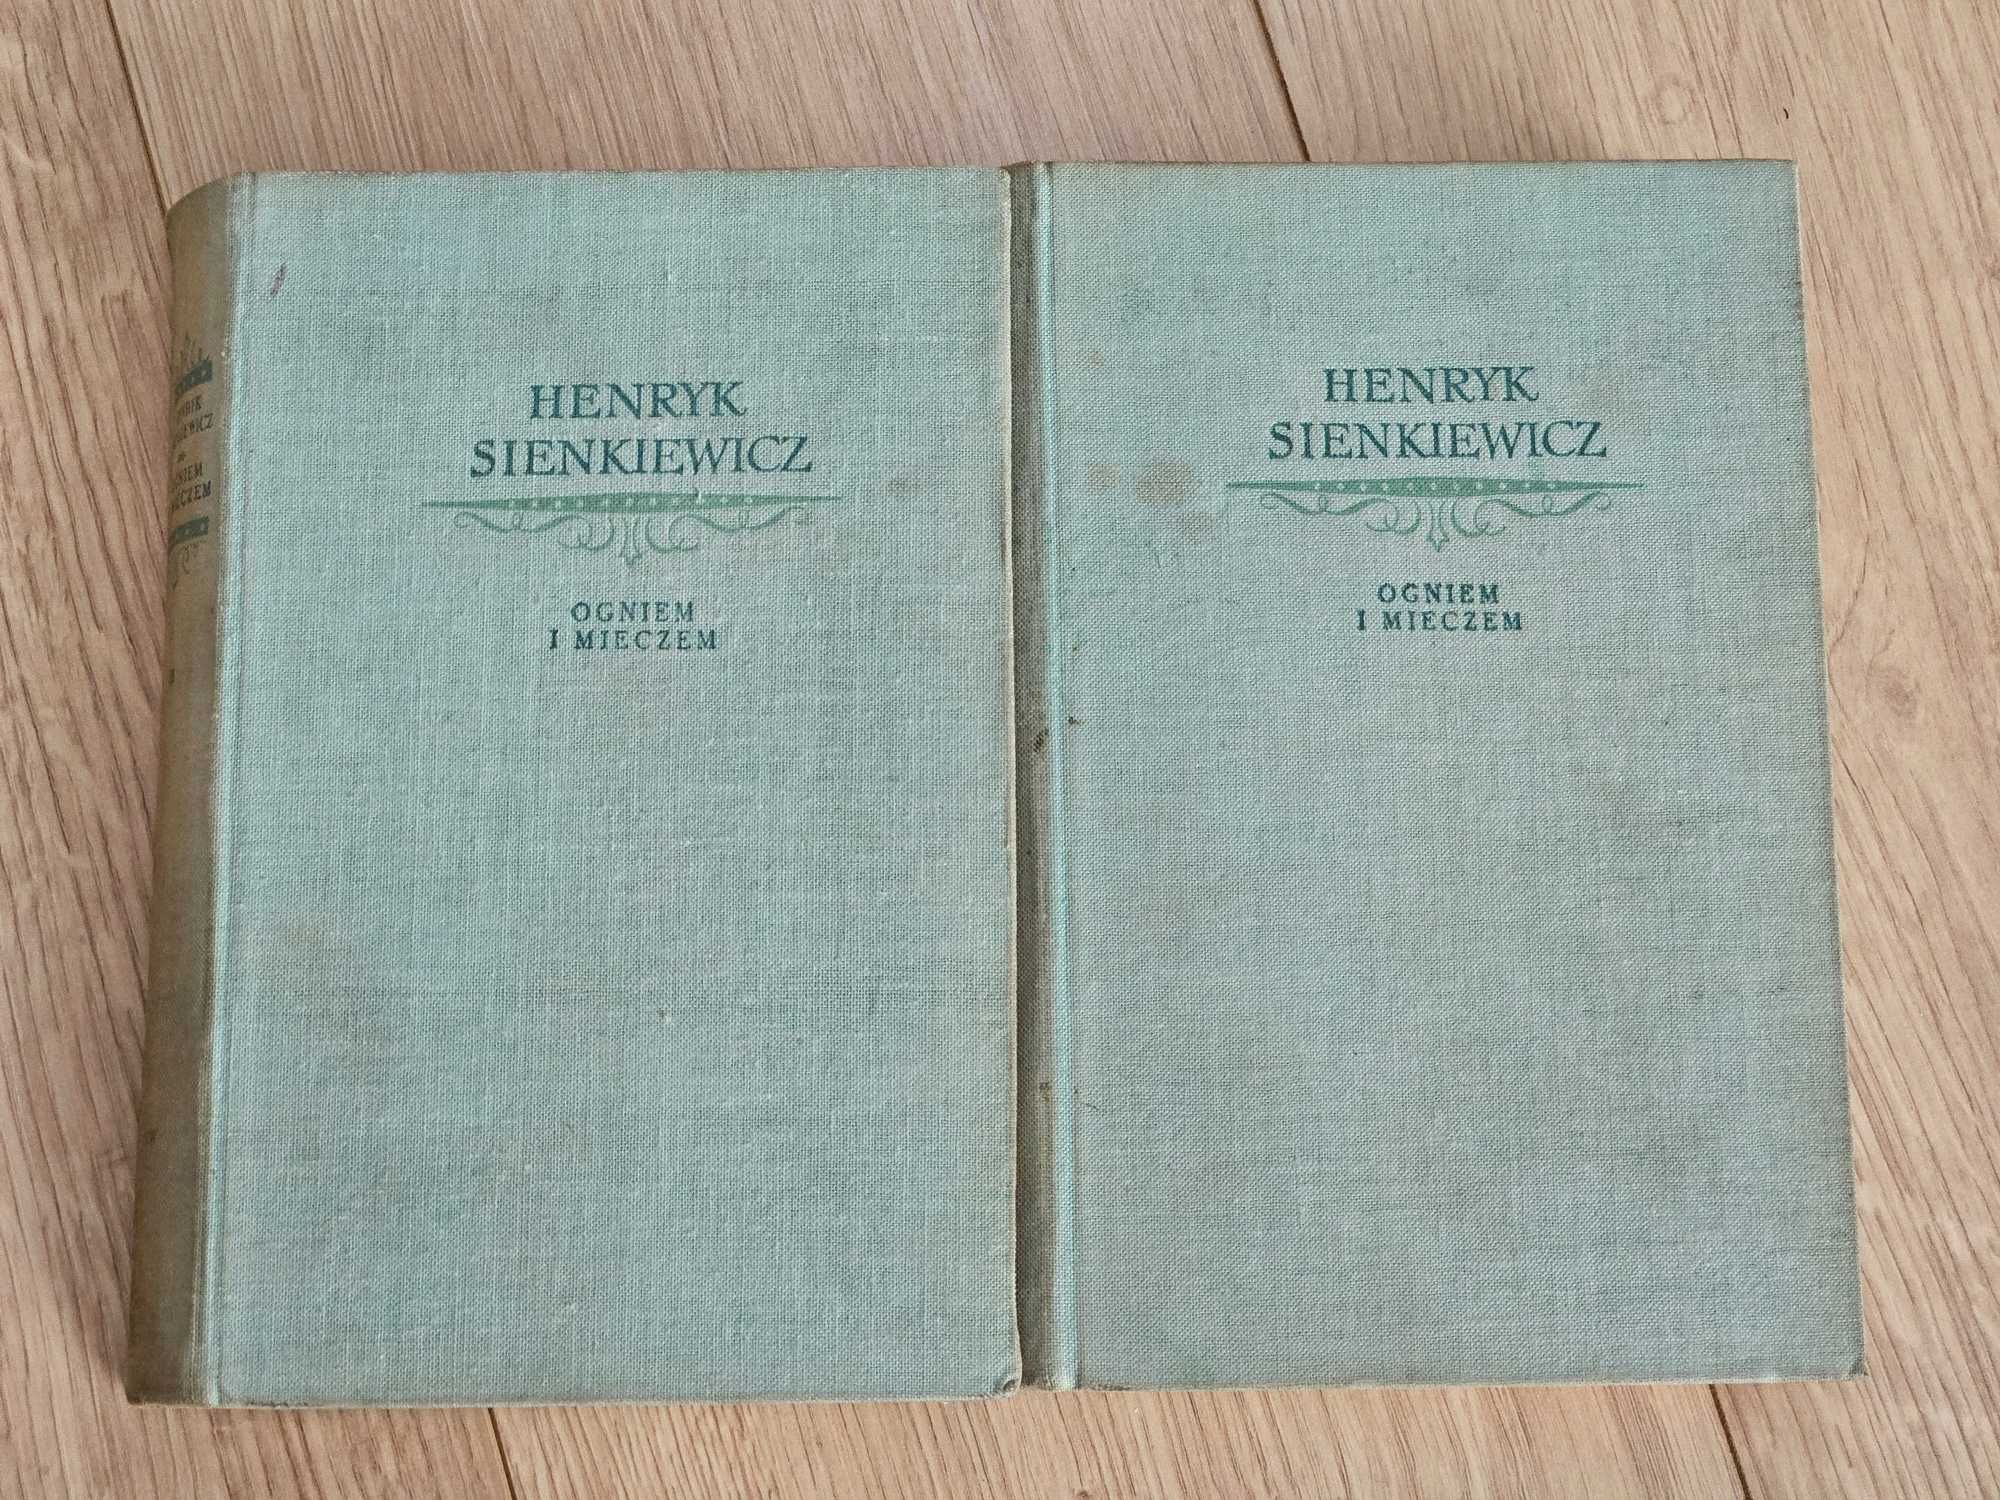 HENRYK
SIENKIEWICZ
OGNIEM
I MIECZEM
HENRYK
SIENKIEWICZ
OGNIEM
I MIECZEM